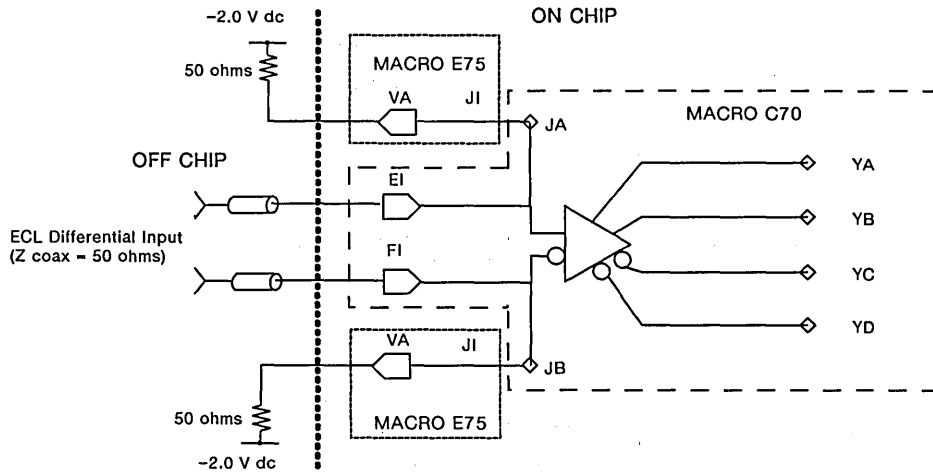 ON CHIP
–2.0 V dc
50 ohms
MACRO E75
VA
JI
MACRO C70
JA
OFF CHIP
YA
EI
YB
ECL Differential Input
(Z coax = 50 ohms)
FI
YC
YD
VA
JI
JB
50 ohms
MACRO E75
–2.0 V dc